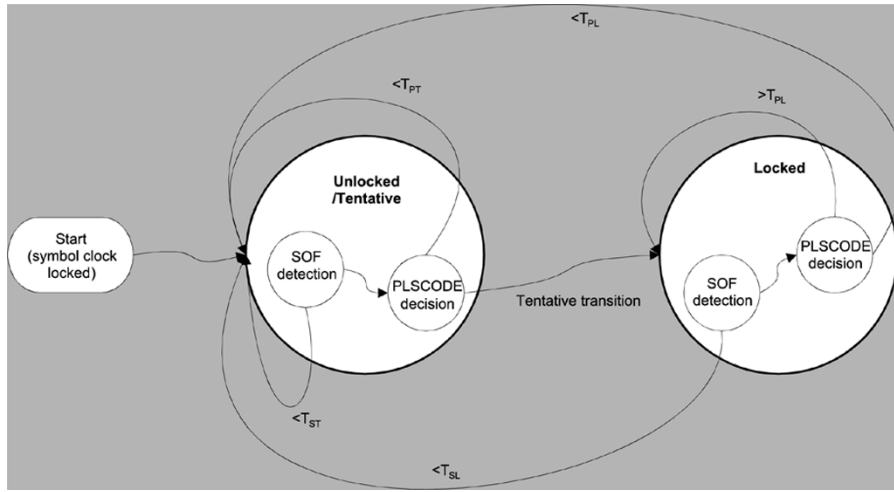 <T_PL
<T_PT
>T_PL
Unlocked
/Tentative
Locked
Start
(symbol clock
locked)
SOF
detection
PLSCODE
decision
Tentative transition
SOF
detection
PLSCODE
decision
<T_ST
<T_SL